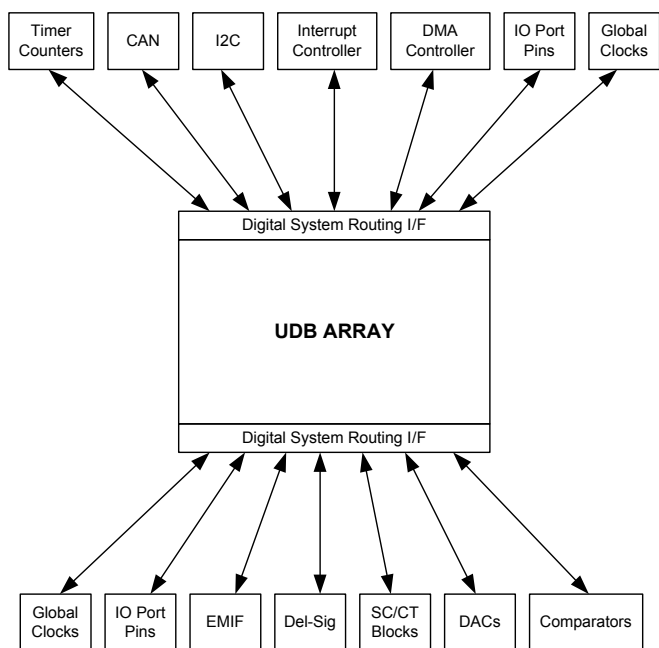 Timer
Counters
CAN
I2C
Interrupt
Controller
DMA
Controller
IO Port
Pins
Global
Clocks
Digital System Routing I/F
UDB ARRAY
Digital System Routing I/F
Global
Clocks
IO Port
Pins
EMIF
Del-Sig
SC/CT
Blocks
DACs
Comparators